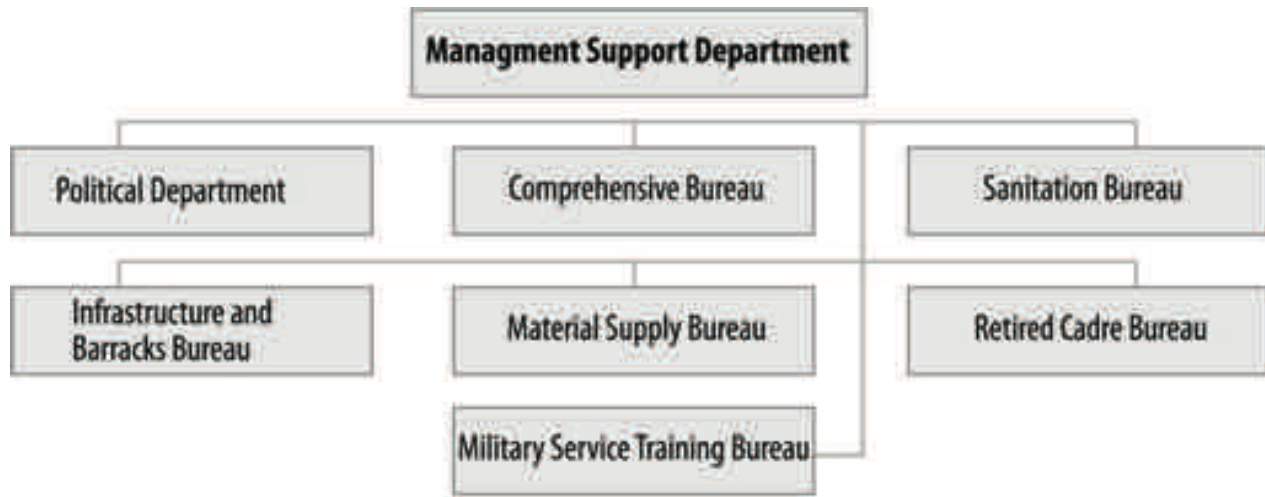 Managment Support Department
Political Department
Comprehensive Bureau
Sanitation Bureau
Infrastructure and
Barracks Bureau
Material Supply Bureau
Retired Cadre Bureau
Military Service Training Bureau